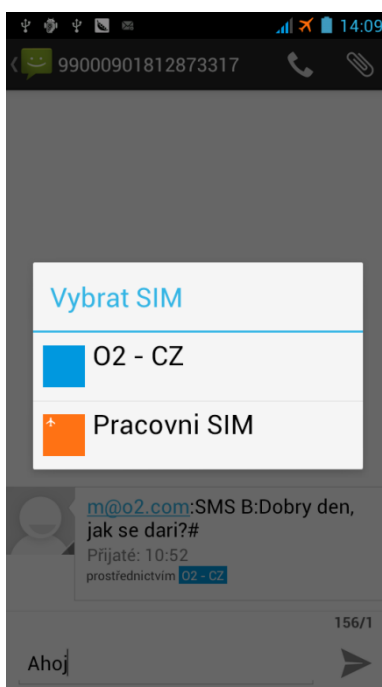 14:09
99000901812873317
Vybrat SIM
O2 - CZ
Pracovni SIM
m@o2.com:SMS B:Dobry den,
jak se dari?#
Přijaté: 10:52
prostřednictvím O2 - CZ
156/1
Ahoj